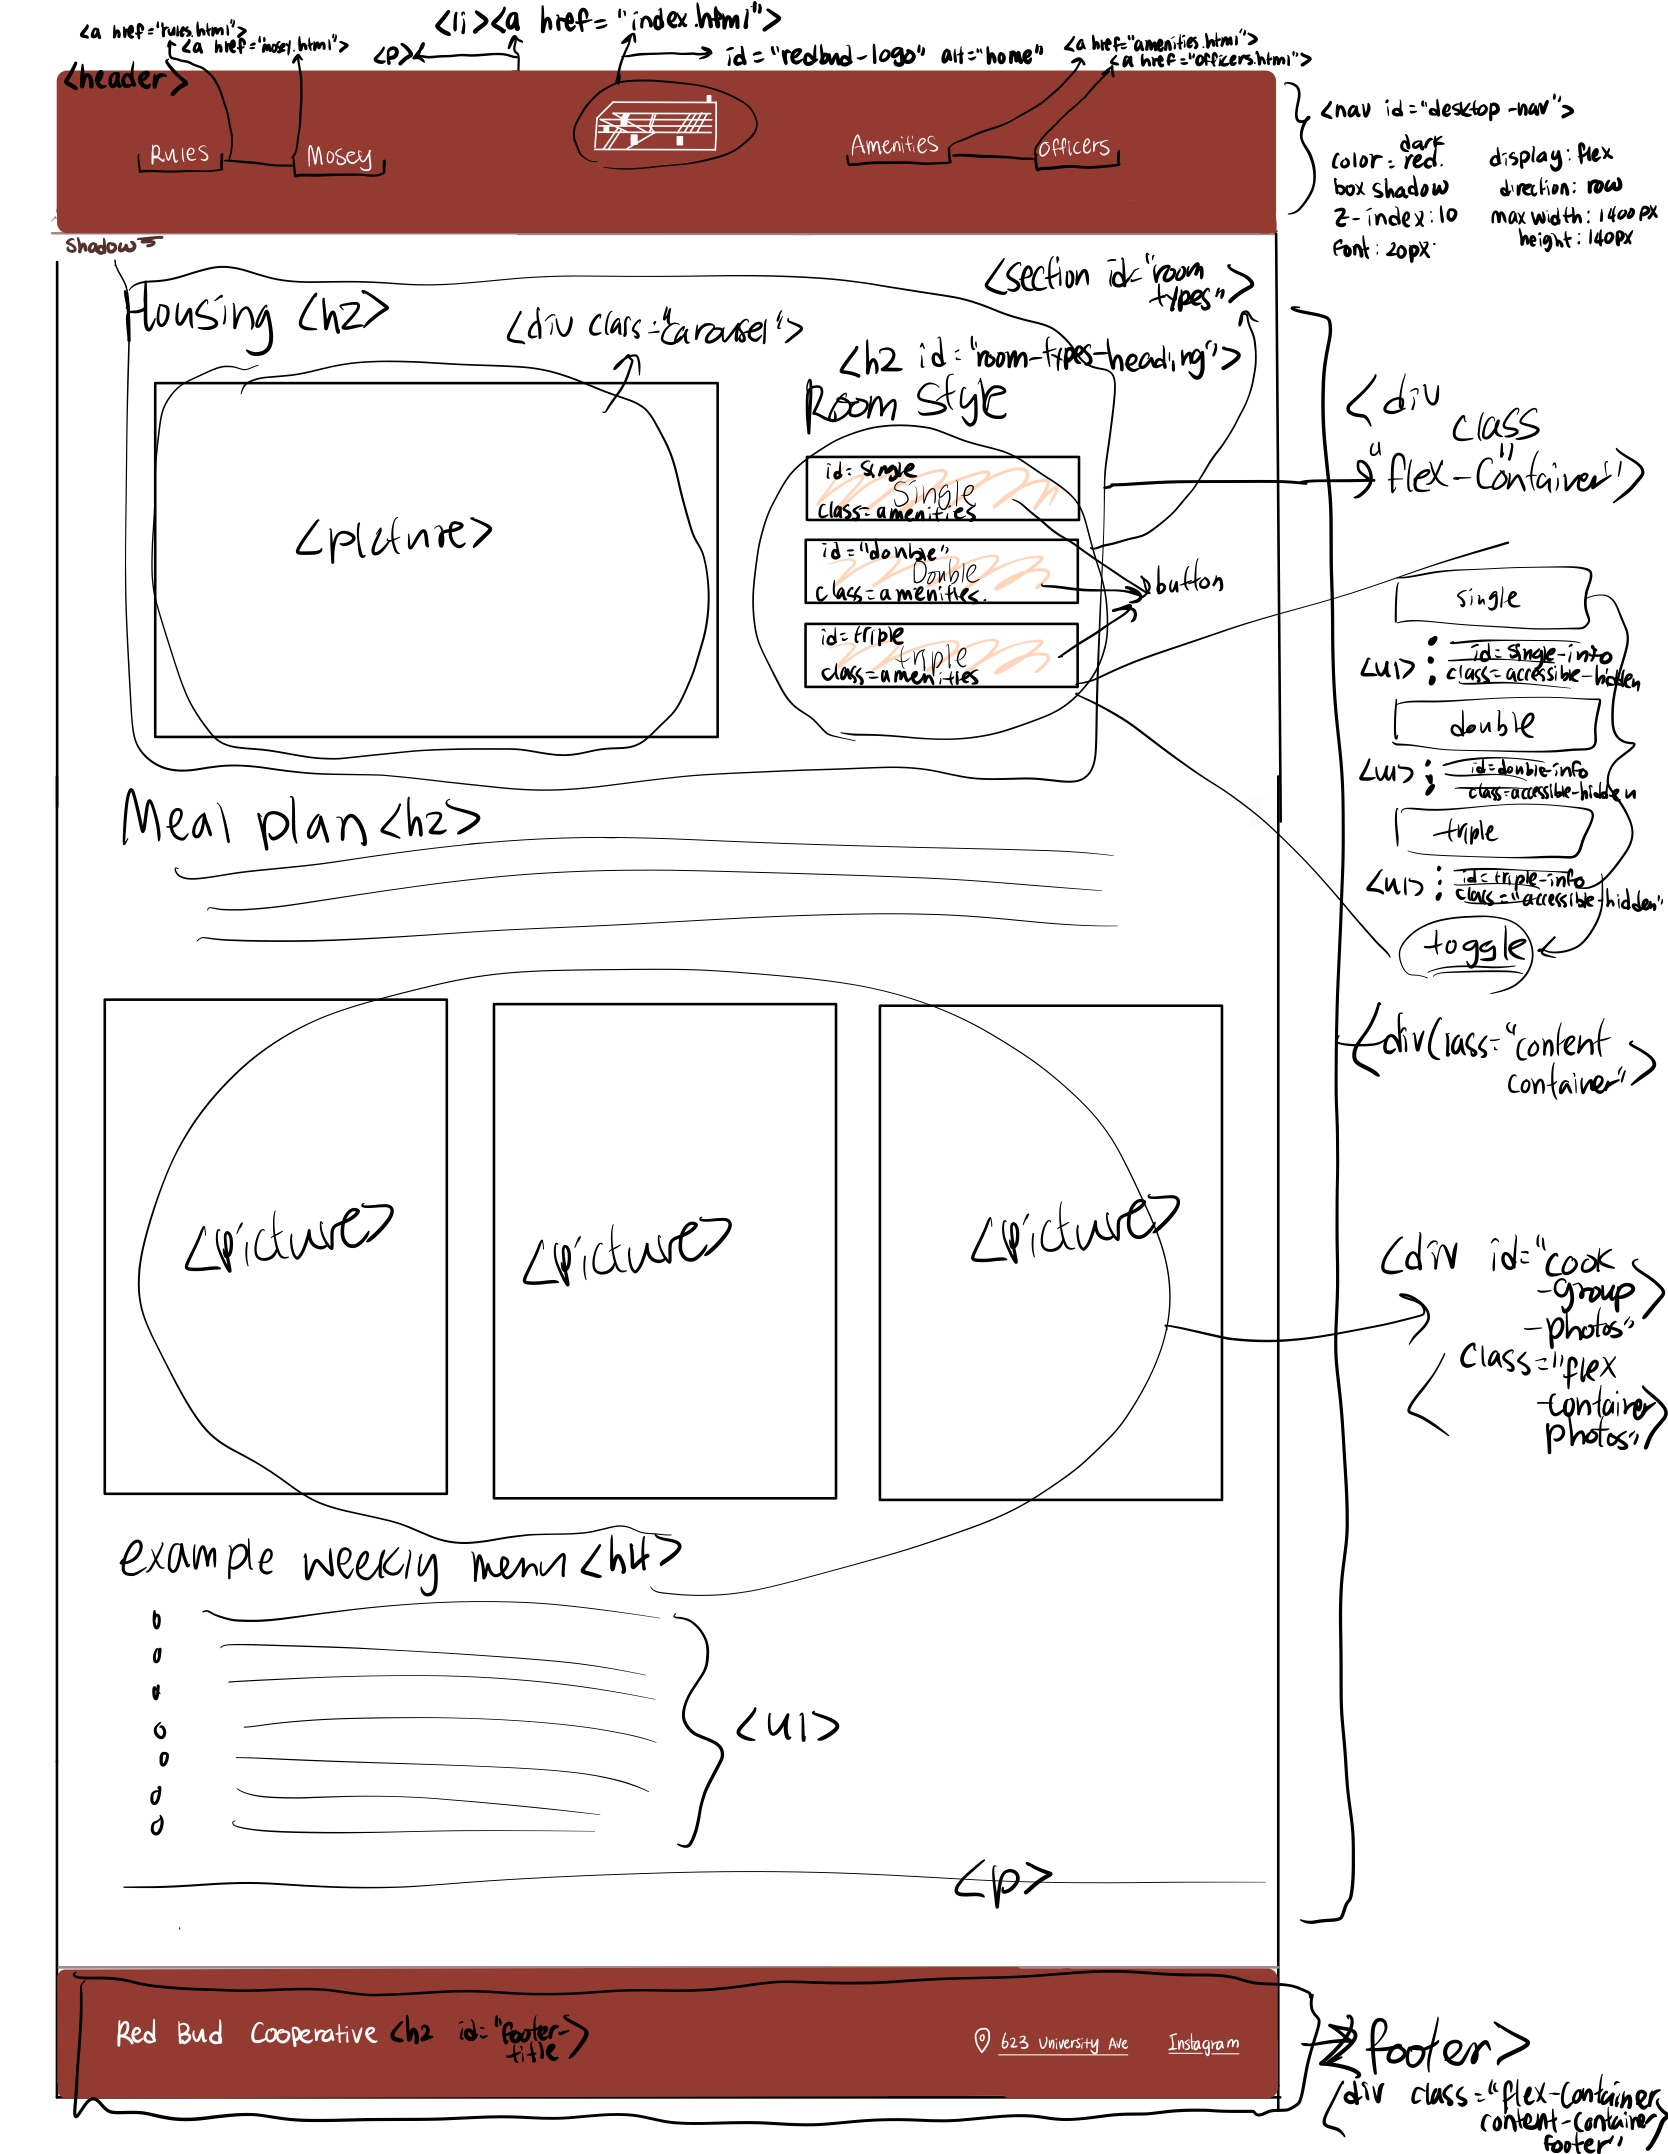 <a href="rules.html">
<a href="mosey.html">
<li><a href="index.html">
<p>
id="redbud-logo" alt="home"
<a href="amenities.html">
<a href="officers.html">
<header>
Rules
Mosey
Amenities
Officers
<nav id="desktop-nav">
color: dark red.
box shadow
z-index:10
font: 20px
display: flex
direction: row
max width: 1400px
height: 140px
Shadow
Housing <h2>
<div class="carousel">
<section id="room
types">
<h2 id="room-types-heading">
Room Style
<picture>
id=single
Single
class=amenities
id="double"
Double
class=amenities.
id=triple
triple
class=amenities
button
<div
class
"flex-Container">
single
<ul>
id=single-info
class=accessible-hidden
double
<ul>
id=double-info
class=accessible-hidden
triple
<ul>
id=triple-info
class="accessible-hidden"
toggle
Meal plan <h2>
<div class="content
container">
<picture>
<picture>
<picture>
<div id="cook
-group
-photos">
<class="flex
-container
photos">
example weekly menu <h4>
<ul>
<p>
Red Bud Cooperative <h2 id="footer-
title>
623 University Ave
Instagram
<footer>
<div class="flex-container
content-container
footer">